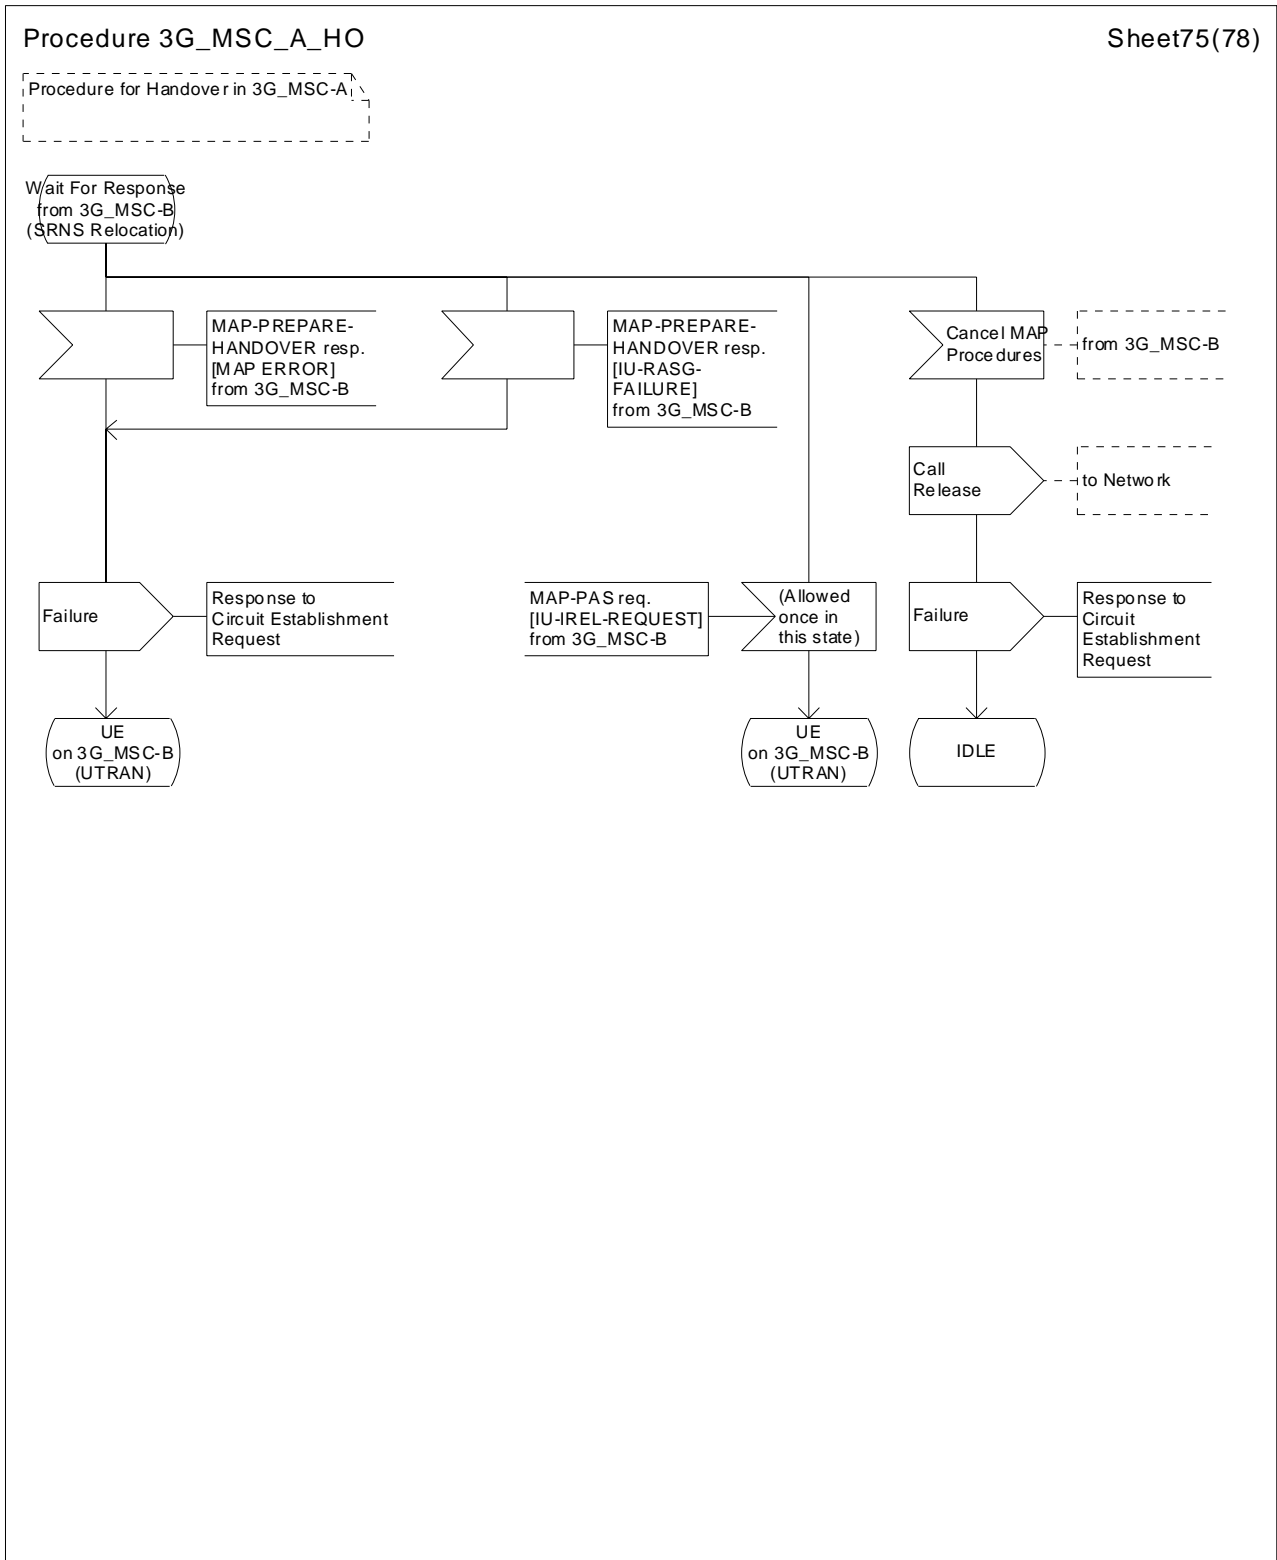 Procedure 3G_MSC_A_HO
Sheet75(78)
Procedure for Handover in 3G_MSC-A
Wait For Response
from 3G_MSC-B
(SRNS Relocation)
MAP-PREPARE-
HANDOVER resp.
[MAP ERROR]
from 3G_MSC-B
MAP-PREPARE-
HANDOVER resp.
[IU-RASG-
FAILURE]
from 3G_MSC-B
Cancel MAP
Procedures
from 3G_MSC-B
Call
Release
to Network
Failure
Response to
Circuit Establishment
Request
MAP-PAS req.
[IU-IREL-REQUEST]
from 3G_MSC-B
(Allowed
once in
this state)
Failure
Response to
Circuit
Establishment
Request
UE
on 3G_MSC-B
(UTRAN)
UE
on 3G_MSC-B
(UTRAN)
IDLE